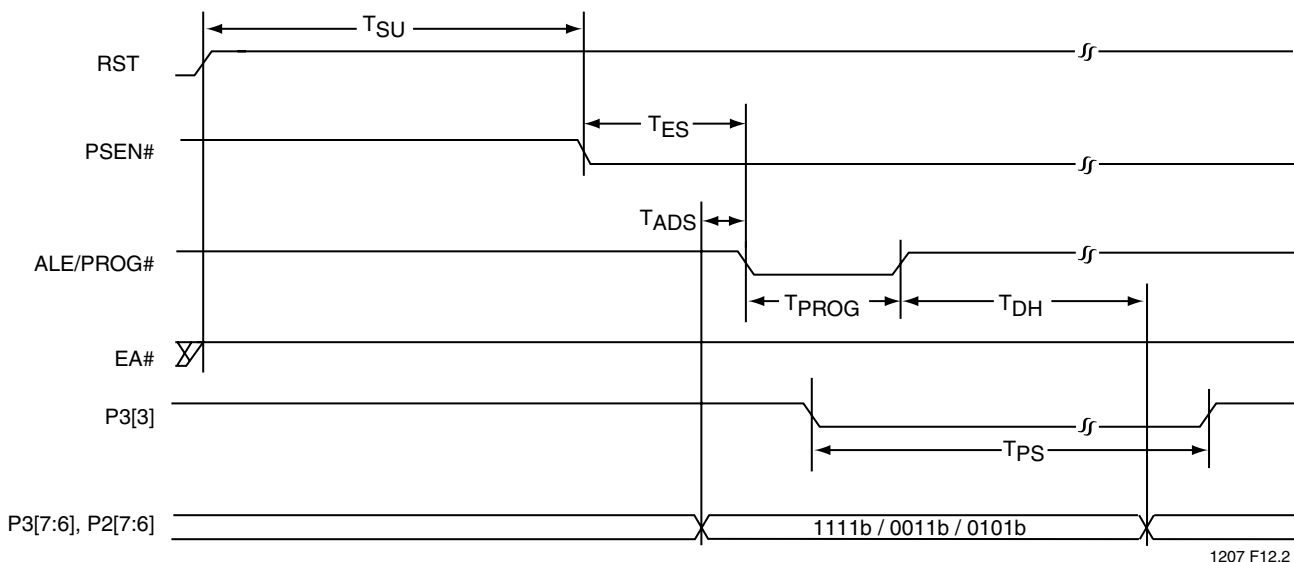 TSU
RST
TES
PSEN#
TADS
ALE/PROG#
TPROG
TDH
EA#
P3[3]
TPS
P3[7:6], P2[7:6]
1111b / 0011b / 0101b
1207 F12.2